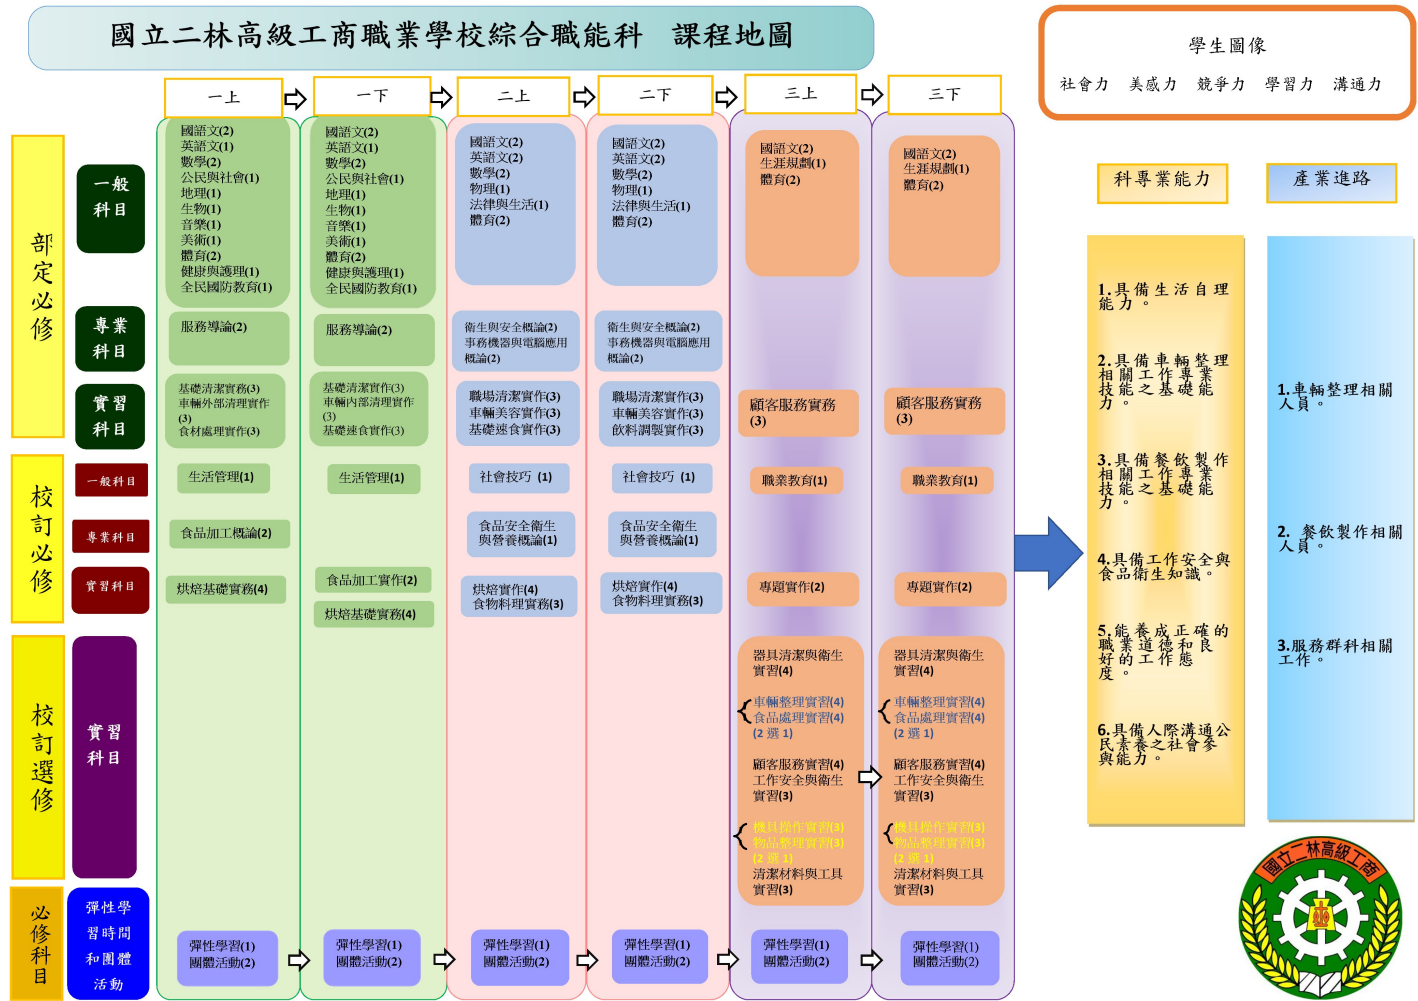 國立二林高級工商職業學校綜合職能科　課程地圖
學生圖像
社會力　美感力　競爭力　學習力　溝通力
一上
一下
二上
二下
三上
三下
科專業能力
產業進路
部定必修
一般科目
國語文(2)
英語文(1)
數學(2)
公民與社會(1)
地理(1)
生物(1)
音樂(1)
美術(1)
體育(2)
健康與護理(1)
全民國防教育(1)
國語文(2)
英語文(1)
數學(2)
公民與社會(1)
地理(1)
生物(1)
音樂(1)
美術(1)
體育(2)
健康與護理(1)
全民國防教育(1)
國語文(2)
英語文(2)
數學(2)
物理(1)
法律與生活(1)
體育(2)
國語文(2)
英語文(2)
數學(2)
物理(1)
法律與生活(1)
體育(2)
國語文(2)
生涯規劃(1)
體育(2)
國語文(2)
生涯規劃(1)
體育(2)
專業科目
服務導論(2)
服務導論(2)
衛生與安全概論(2)
事務機器與電腦應用
概論(2)
衛生與安全概論(2)
事務機器與電腦應用
概論(2)
實習科目
基礎清潔實務(3)
車輛外部清理實作
(3)
食材處理實作(3)
基礎清潔實作(3)
車輛內部清理實作
(3)
基礎速食實作(3)
職場清潔實作(3)
車輛美容實作(3)
基礎速食實作(3)
職場清潔實作(3)
車輛美容實作(3)
飲料調製實作(3)
顧客服務實務
(3)
顧客服務實務
(3)
校訂必修
一般科目
生活管理(1)
生活管理(1)
社會技巧 (1)
社會技巧 (1)
職業教育(1)
職業教育(1)
專業科目
食品加工概論(2)
食品安全衛生
與營養概論(1)
食品安全衛生
與營養概論(1)
實習科目
烘焙基礎實務(4)
食品加工實作(2)
烘焙基礎實務(4)
烘焙實作(4)
食物料理實務(3)
烘焙實作(4)
食物料理實務(3)
專題實作(2)
專題實作(2)
校訂選修
實習科目
器具清潔與衛生
實習(4)
車輛整理實習(4)
食品處理實習(4)
(2 選 1)
顧客服務實習(4)
工作安全與衛生
實習(3)
機具操作實習(3)
物品整理實習(3)
(2 選 1)
清潔材料與工具
實習(3)
器具清潔與衛生
實習(4)
車輛整理實習(4)
食品處理實習(4)
(2 選 1)
顧客服務實習(4)
工作安全與衛生
實習(3)
機具操作實習(3)
物品整理實習(3)
(2 選 1)
清潔材料與工具
實習(3)
必修科目
彈性學
習時間
和團體
活動
彈性學習(1)
團體活動(2)
彈性學習(1)
團體活動(2)
彈性學習(1)
團體活動(2)
彈性學習(1)
團體活動(2)
彈性學習(1)
團體活動(2)
彈性學習(1)
團體活動(2)
1.具備生活自理
能力。
2.具備車輛整理
相關工作專業
技能之基礎能
力。
3.具備餐飲製作
相關工作專業
技能之基礎能
力。
4.具備工作安全與
食品衛生知識。
5.能養成正確的
職業道德和良
好的工作態
度。
6.具備人際溝通公
民素養之社會參
與能力。
1.車輛整理相關
人員。
2. 餐飲製作相關
人員。
3.服務群科相關
工作。
國立二林高級工商